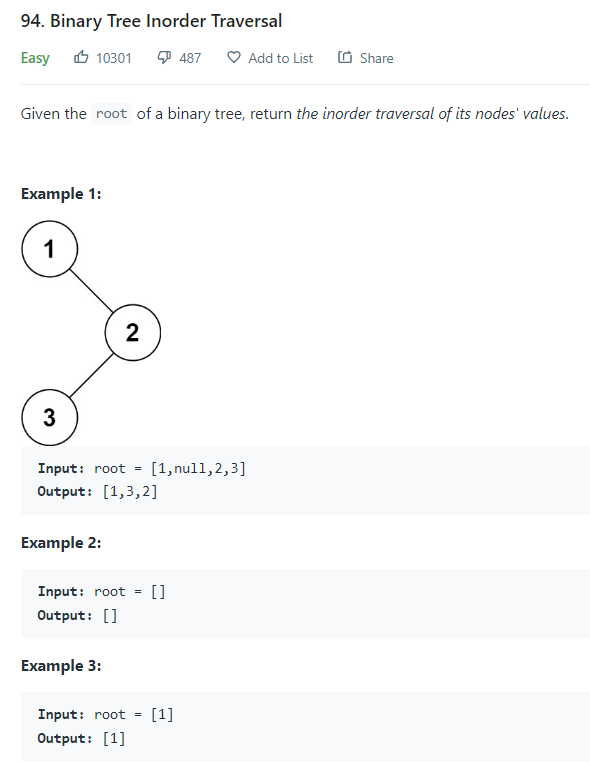 94. Binary Tree Inorder Traversal
Easy 10301 487 Add to List Share
Given the root of a binary tree, return the inorder traversal of its nodes' values.
Example 1:
1
2
3
Input: root = [1,null,2,3]
Output: [1,3,2]
Example 2:
Input: root = []
Output: []
Example 3:
Input: root = [1]
Output: [1]